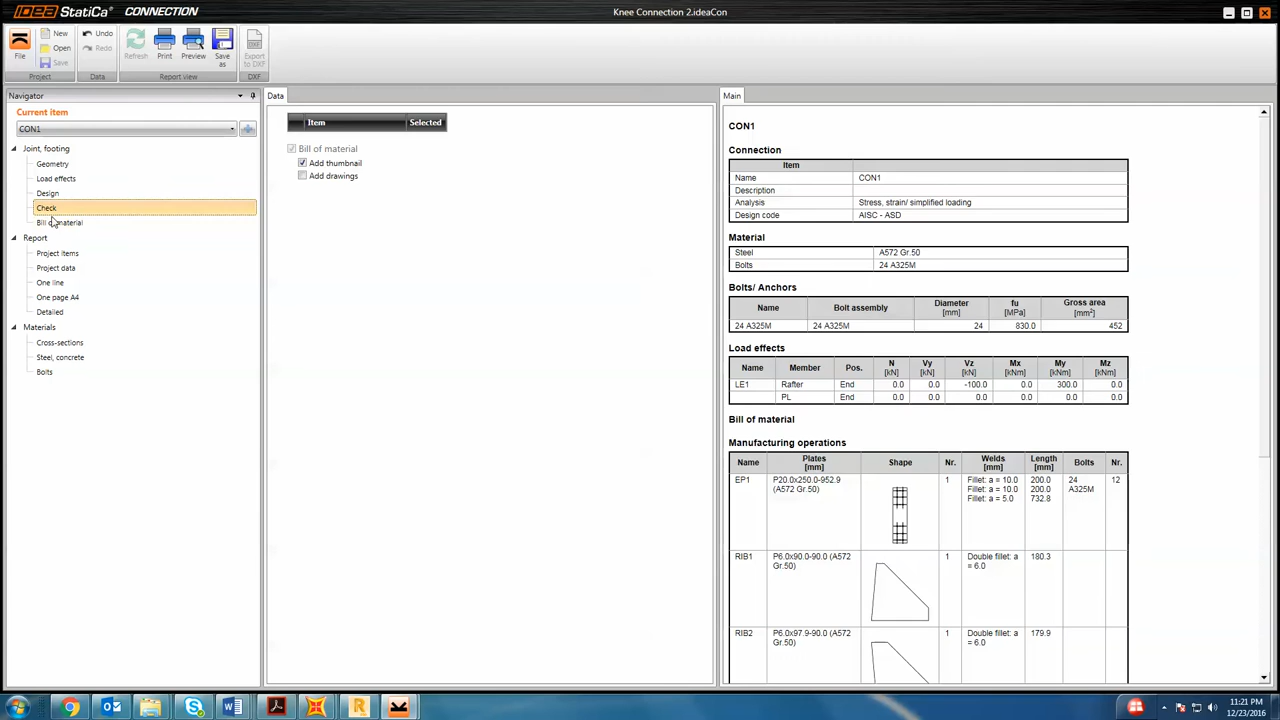 IDEA StatiCa® CONNECTION
Knee Connection 2.ideaCon
File
New
Open
Save
Project
Undo
Redo
Data
Refresh
Print
Preview
Save as
Report view
Export to DXF
DXF
Navigator
Current item
CON1
Joint, footing
Geometry
Load effects
Design
Check
Bill of material
Report
Project items
Project data
One line
One page A4
Detailed
Materials
Cross-sections
Steel, concrete
Bolts
Data
Item Selected
Bill of material
Add thumbnail
Add drawings
Main
CON1
Connection
Item
Name CON1
Description
Analysis Stress, strain/ simplified loading
Design code AISC - ASD
Material
Steel A572 Gr.50
Bolts 24 A325M
Bolts/ Anchors
Name Bolt assembly Diameter [mm] fu [MPa] Gross area [mm²]
24 A325M 24 A325M 24 830.0 452
Load effects
Name Member Pos. N [kN] Vy [kN] Vz [kN] Mx [kNm] My [kNm] Mz [kNm]
LE1 Rafter End 0.0 0.0 -100.0 0.0 300.0 0.0
PL End 0.0 0.0 0.0 0.0 0.0 0.0
Bill of material
Manufacturing operations
Name Plates [mm] Shape Nr. Welds [mm] Length [mm] Bolts Nr.
EP1 P20.0x250.0-952.9 1 Fillet: a = 10.0 200.0 24 12
(A572 Gr.50) Fillet: a = 10.0 200.0 A325M
Fillet: a = 5.0 732.8
RIB1 P6.0x90.0-90.0 (A572 1 Double fillet: a 180.3
Gr.50) = 6.0
RIB2 P6.0x97.9-90.0 (A572 1 Double fillet: a 179.9
Gr.50) = 6.0
11:21 PM
12/23/2016